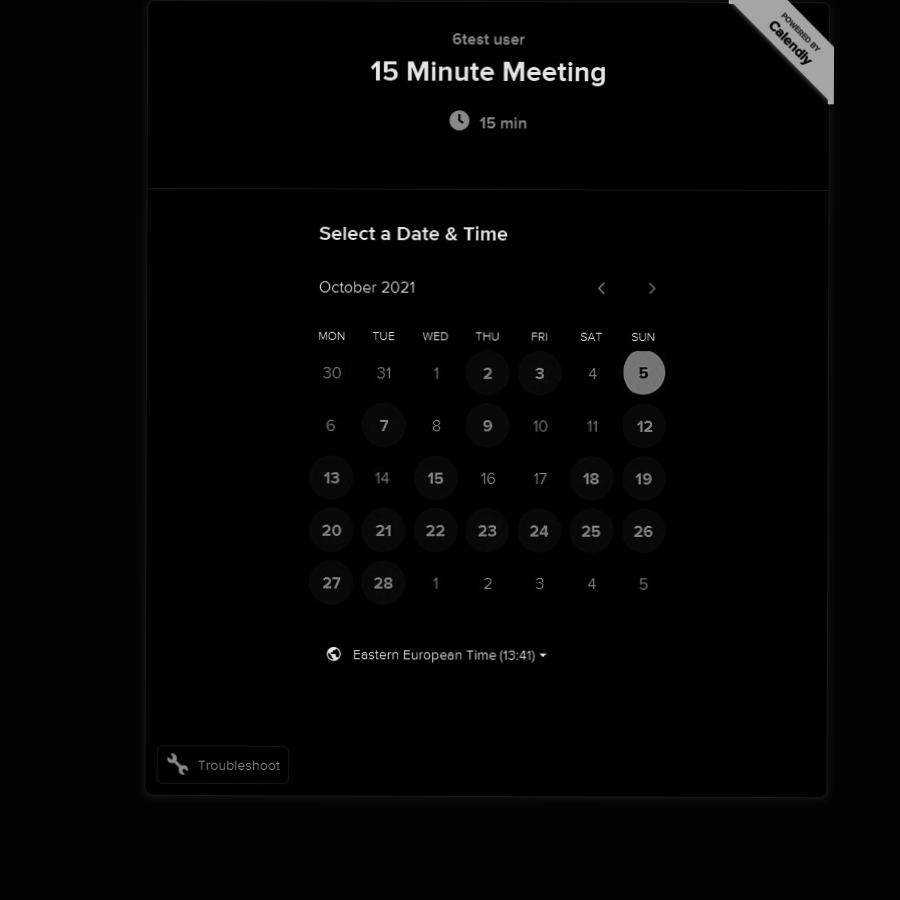 POWERED BY
Calendly
6test user
15 Minute Meeting
15 min
Select a Date & Time
October 2021
MON TUE WED THU FRI SAT SUN
30 31 1 2 3 4 5
6 7 8 9 10 11 12
13 14 15 16 17 18 19
20 21 22 23 24 25 26
27 28 1 2 3 4 5
Eastern European Time (13:41)
Troubleshoot